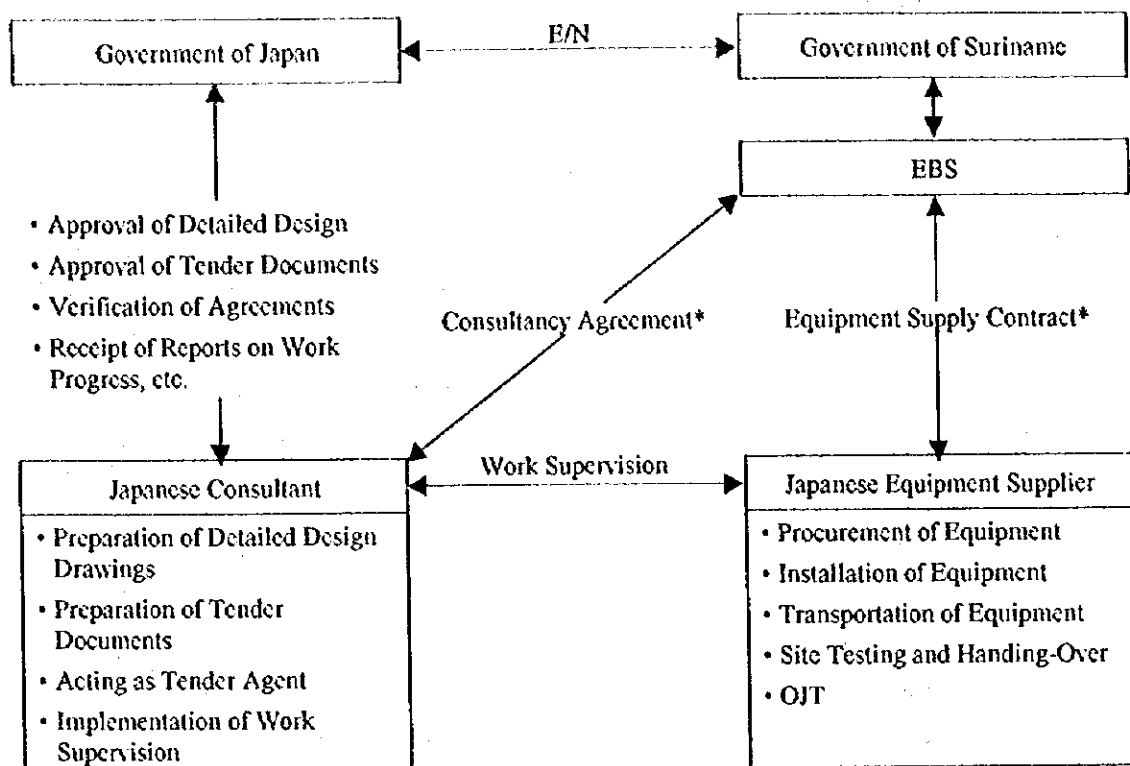 E/N
Government of Japan
Government of Suriname
EBS
• Approval of Detailed Design
• Approval of Tender Documents
• Verification of Agreements
• Receipt of Reports on Work
Progress, etc.
Consultancy Agreement*
Equipment Supply Contract*
Work Supervision
Japanese Consultant
• Preparation of Detailed Design
Drawings
• Preparation of Tender
Documents
• Acting as Tender Agent
• Implementation of Work
Supervision
Japanese Equipment Supplier
• Procurement of Equipment
• Installation of Equipment
• Transportation of Equipment
• Site Testing and Handing-Over
• OJT